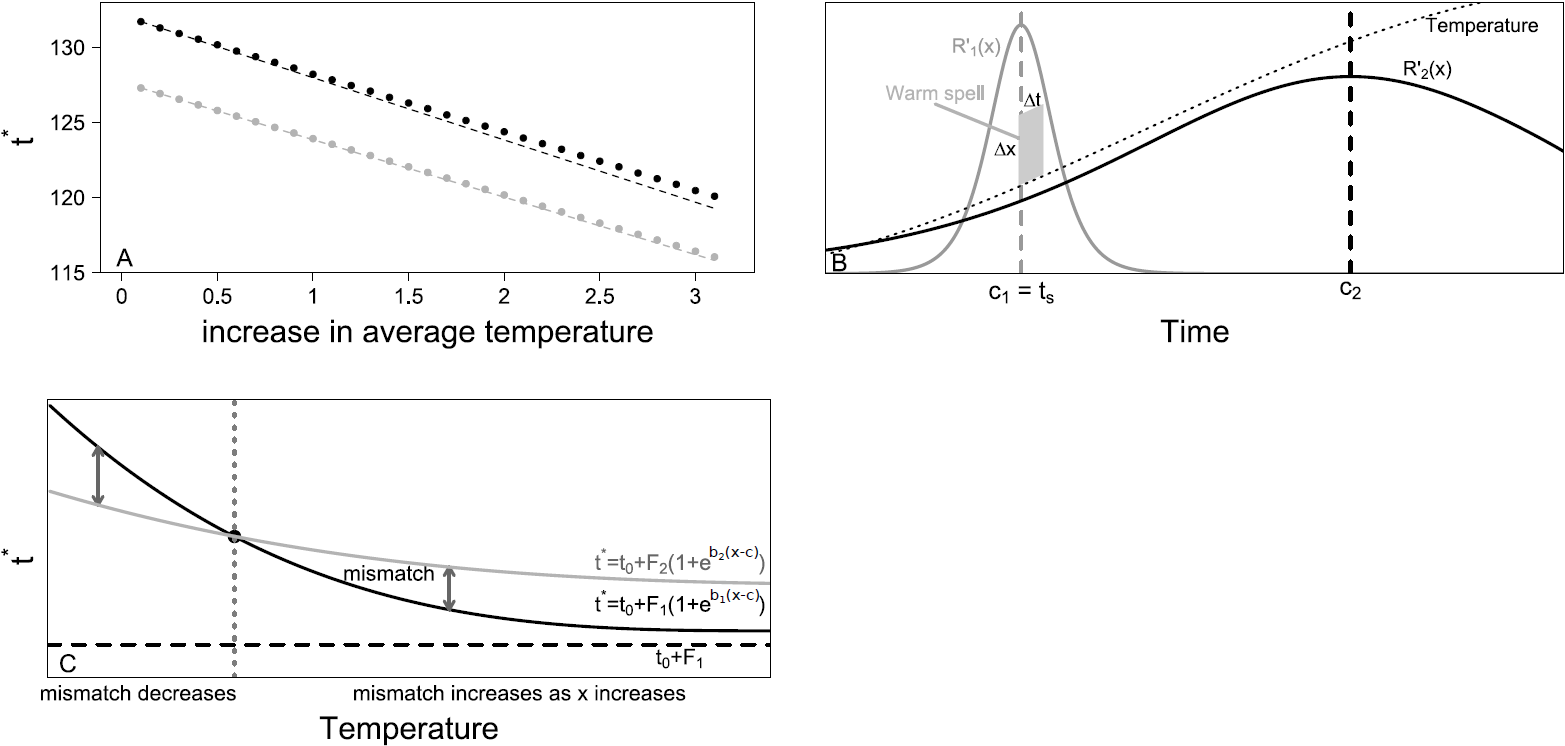 t*
130
125
120
115
A
0 0.5 1 1.5 2 2.5 3
increase in average temperature
Temperature
R'₁(x)
R'₂(x)
Warm spell
Δt
Δx
B
c₁ = tₛ
c₂
Time
t*
t*=t₀+F₂(1+e^b₂(x-c))
mismatch
t*=t₀+F₁(1+e^b₁(x-c))
t₀+F₁
C
mismatch decreases
mismatch increases as x increases
Temperature